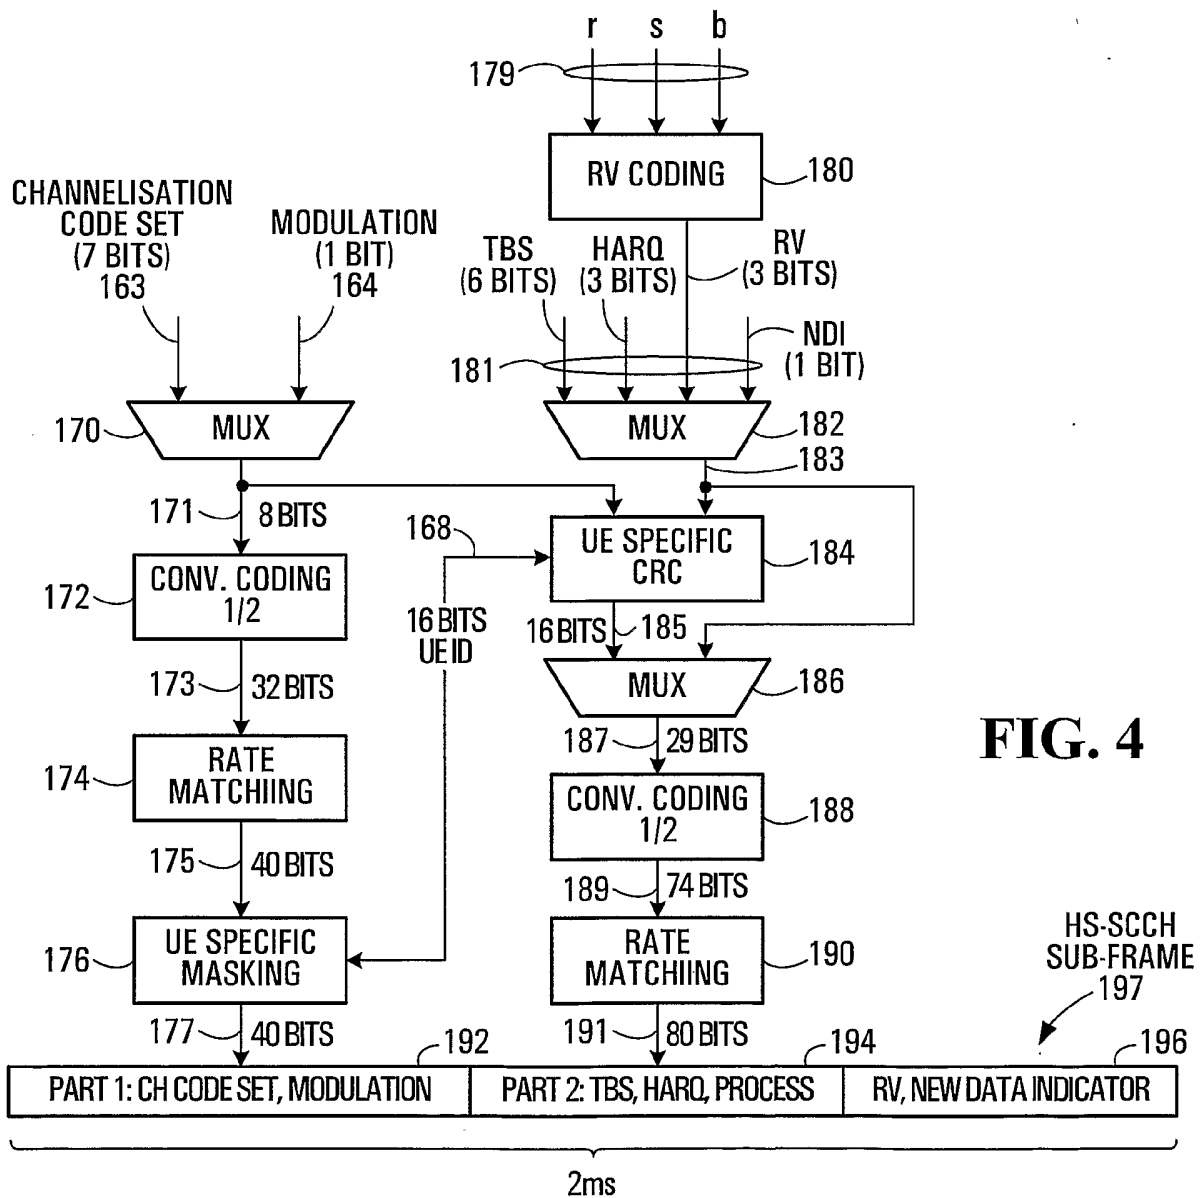 r s b
179
RV CODING
180
CHANNELISATION
CODE SET
(7 BITS)
163
MODULATION
(1 BIT)
164
TBS
(6 BITS)
HARQ
(3 BITS)
RV
(3 BITS)
NDI
(1 BIT)
181
170
MUX
MUX
182
183
171
8 BITS
168
UE SPECIFIC
CRC
184
172
CONV. CODING
1/2
16 BITS
UE ID
16 BITS
185
173
32 BITS
MUX
186
187
29 BITS
FIG. 4
174
RATE
MATCHIING
CONV. CODING
1/2
188
175
40 BITS
189
74 BITS
176
UE SPECIFIC
MASKING
RATE
MATCHIING
190
HS-SCCH
SUB-FRAME
197
177
40 BITS
191
80 BITS
192
194
196
PART 1: CH CODE SET, MODULATION
PART 2: TBS, HARQ, PROCESS
RV, NEW DATA INDICATOR
2ms